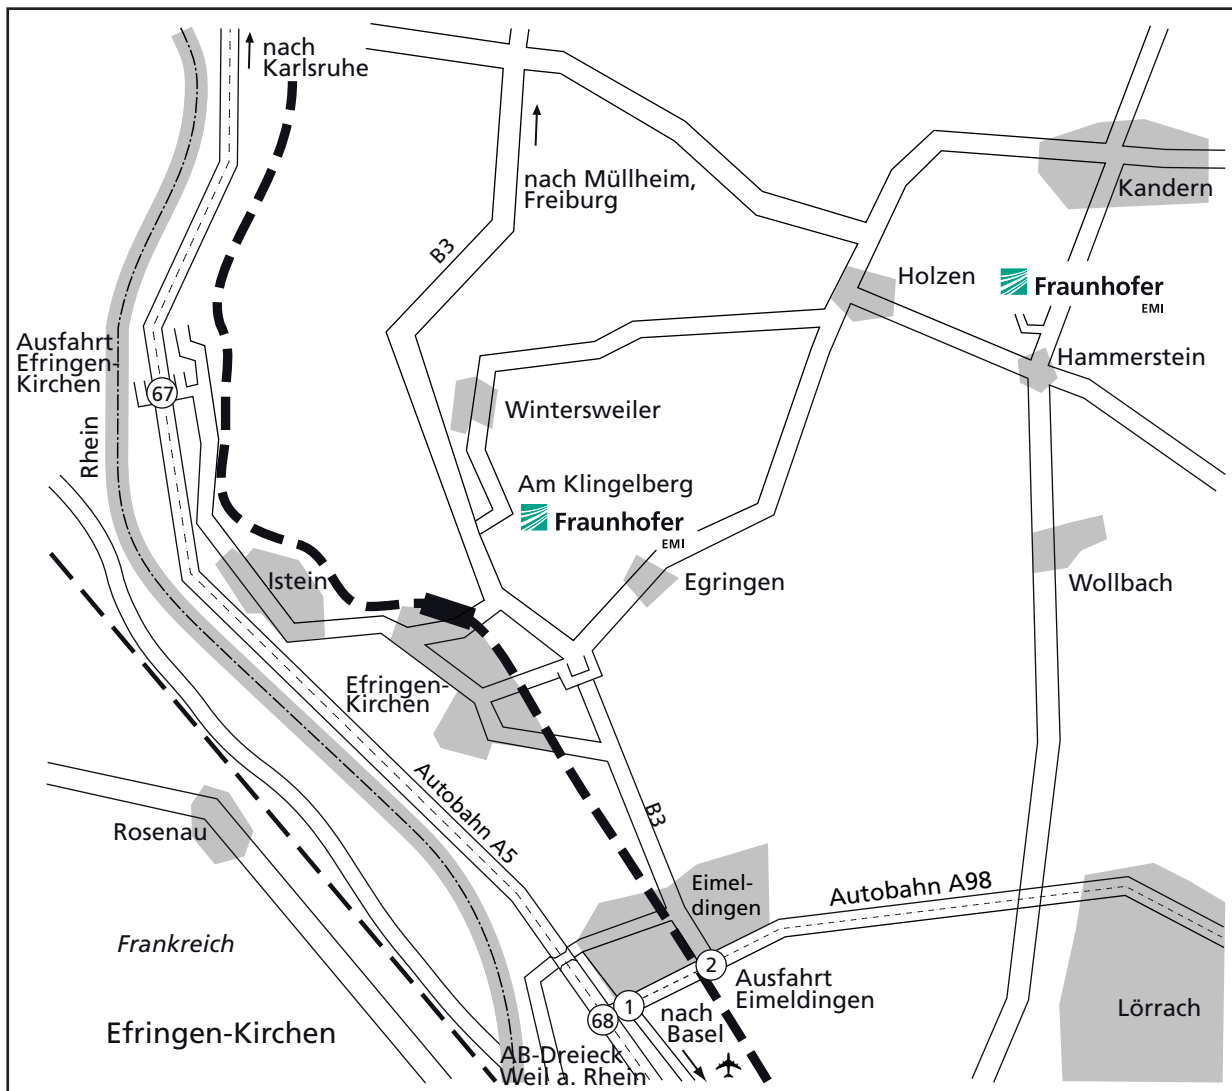 nach
Karlsruhe
nach Müllheim,
Freiburg
B3
Kandern
Holzen
Fraunhofer
EMI
Hammerstein
Ausfahrt
Efringen-
Kirchen
67
Rhein
Wintersweiler
Am Klingelberg
Fraunhofer
EMI
Istein
Egringen
Wollbach
Efringen-
Kirchen
Autobahn A5
B3
Rosenau
Eimel-
dingen
Autobahn A98
Frankreich
2
Ausfahrt
Eimeldingen
1
68
nach
Basel
Lörrach
Efringen-Kirchen
AB-Dreieck
Weil a. Rhein